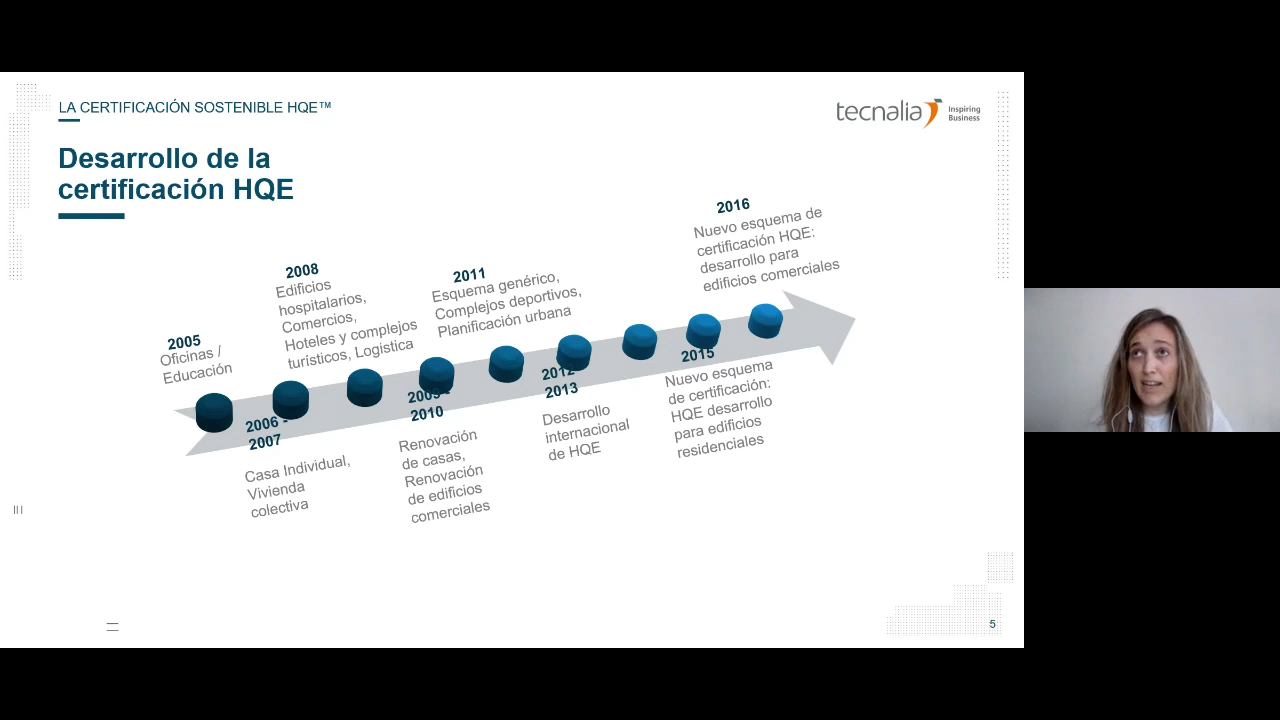 LA CERTIFICACIÓN SOSTENIBLE HQE™
tecnalia Inspiring
Business
Desarrollo de la
certificación HQE
2005
Oficinas /
Educación
2006 -
2007
Casa Individual,
Vivienda
colectiva
2008
Edificios
hospitalarios,
Comercios,
Hoteles y complejos
turísticos, Logística
2009 -
2010
Renovación
de casas,
Renovación
de edificios
comerciales
2011
Esquema genérico,
Complejos deportivos,
Planificación urbana
2012
2013
Desarrollo
internacional
de HQE
2015
Nuevo esquema
de certificación:
HQE desarrollo
para edificios
residenciales
2016
Nuevo esquema de
certificación HQE:
desarrollo para
edificios comerciales
5